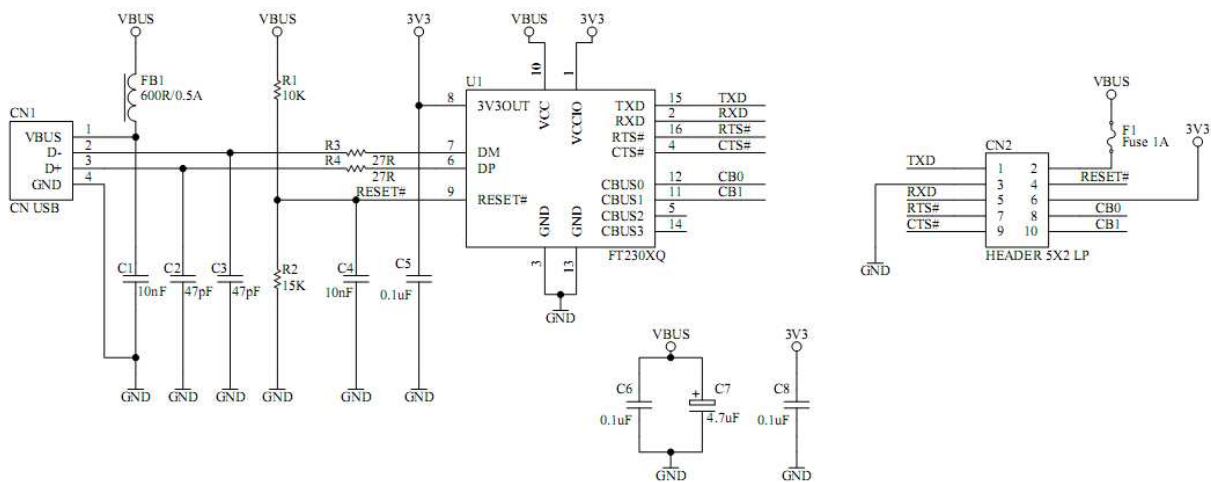 VBUS
VBUS
3V3
VBUS
3V3
FB1
600R/0.5A
R1
10K
CN1
VBUS
D-
D+
GND
1
2
3
4
CN USB
R3
27R
R4
27R
RESET#
C1
10nF
C2
47pF
C3
47pF
R2
15K
C4
10nF
C5
0.1uF
GND
GND
GND
GND
GND
GND
U1
10
1
VCC
VCCIO
8
3V3OUT
7
DM
6
DP
9
RESET#
TXD
15
TXD
RXD
2
RXD
RTS#
16
RTS#
CTS#
4
CTS#
CBUS0
12
CB0
CBUS1
11
CB1
CBUS2
5
CBUS3
14
GND
GND
3
13
FT230XQ
GND
VBUS
C6
0.1uF
+
C7
4.7uF
GND
3V3
C8
0.1uF
GND
VBUS
F1
Fuse 1A
3V3
CN2
TXD
1
2
3
4
RESET#
RXD
5
6
RTS#
7
8
CB0
CTS#
9
10
CB1
HEADER 5X2 LP
GND